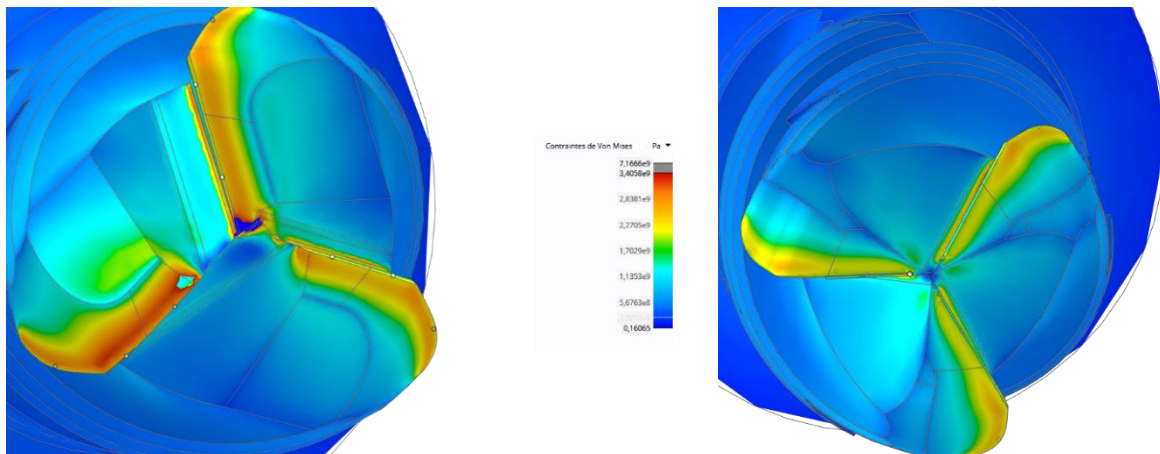 Contraintes de Von Mises Pa
7,1666e9
3,4058e9
2,8381e9
2,2705e9
1,7029e9
1,1353e9
5,6763e8
0,16065